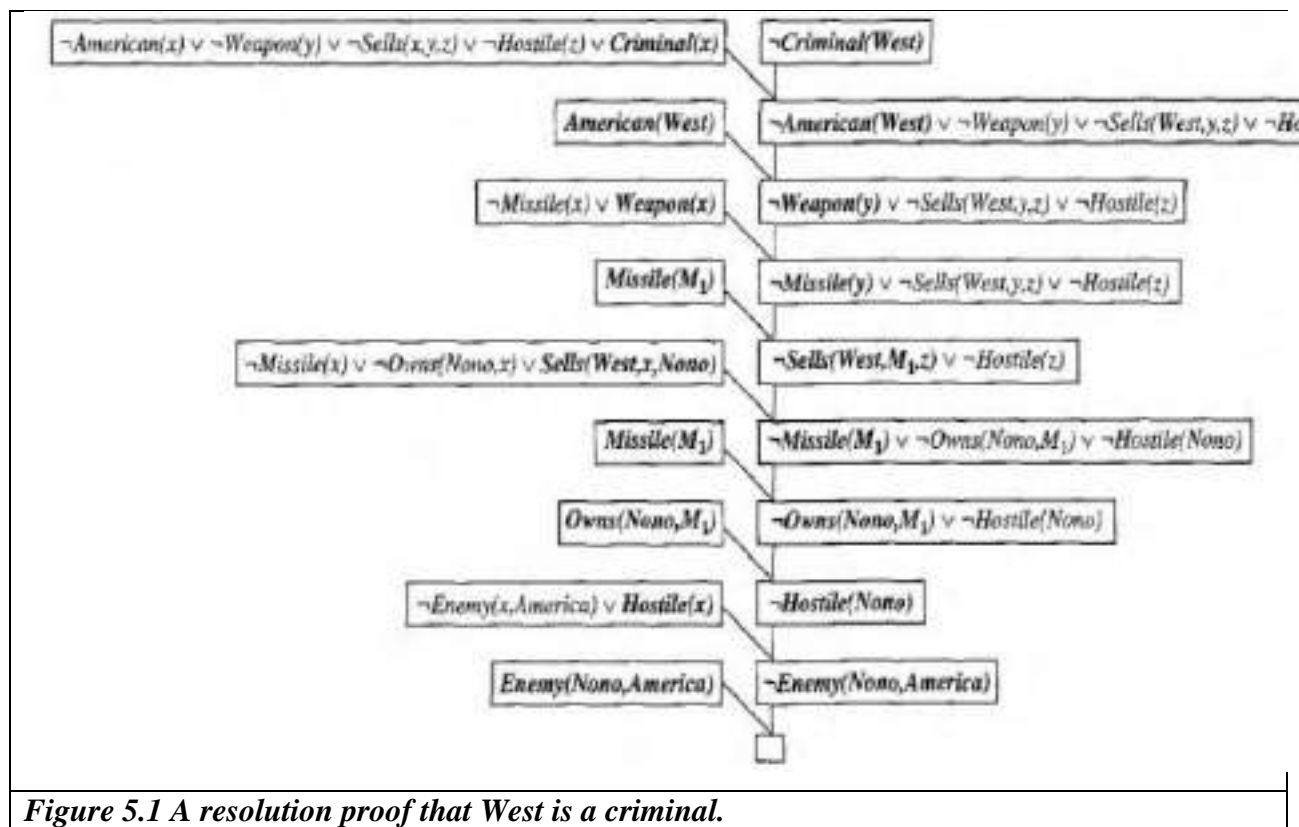 ¬American(x) ∨ ¬Weapon(y) ∨ ¬Sells(x,y,z) ∨ ¬Hostile(z) ∨ Criminal(x) ¬Criminal(West)
American(West) ¬American(West) ∨ ¬Weapon(y) ∨ ¬Sells(West,y,z) ∨ ¬Ho
¬Missile(x) ∨ Weapon(x) ¬Weapon(y) ∨ ¬Sells(West,y,z) ∨ ¬Hostile(z)
Missile(M₁) ¬Missile(y) ∨ ¬Sells(West,y,z) ∨ ¬Hostile(z)
¬Missile(x) ∨ ¬Owns(Nono,x) ∨ Sells(West,x,Nono) ¬Sells(West,M₁,z) ∨ ¬Hostile(z)
Missile(M₁) ¬Missile(M₁) ∨ ¬Owns(Nono,M₁) ∨ ¬Hostile(Nono)
Owns(Nono,M₁) ¬Owns(Nono,M₁) ∨ ¬Hostile(Nono)
¬Enemy(x,America) ∨ Hostile(x) ¬Hostile(Nono)
Enemy(Nono,America) ¬Enemy(Nono,America)
Figure 5.1 A resolution proof that West is a criminal.